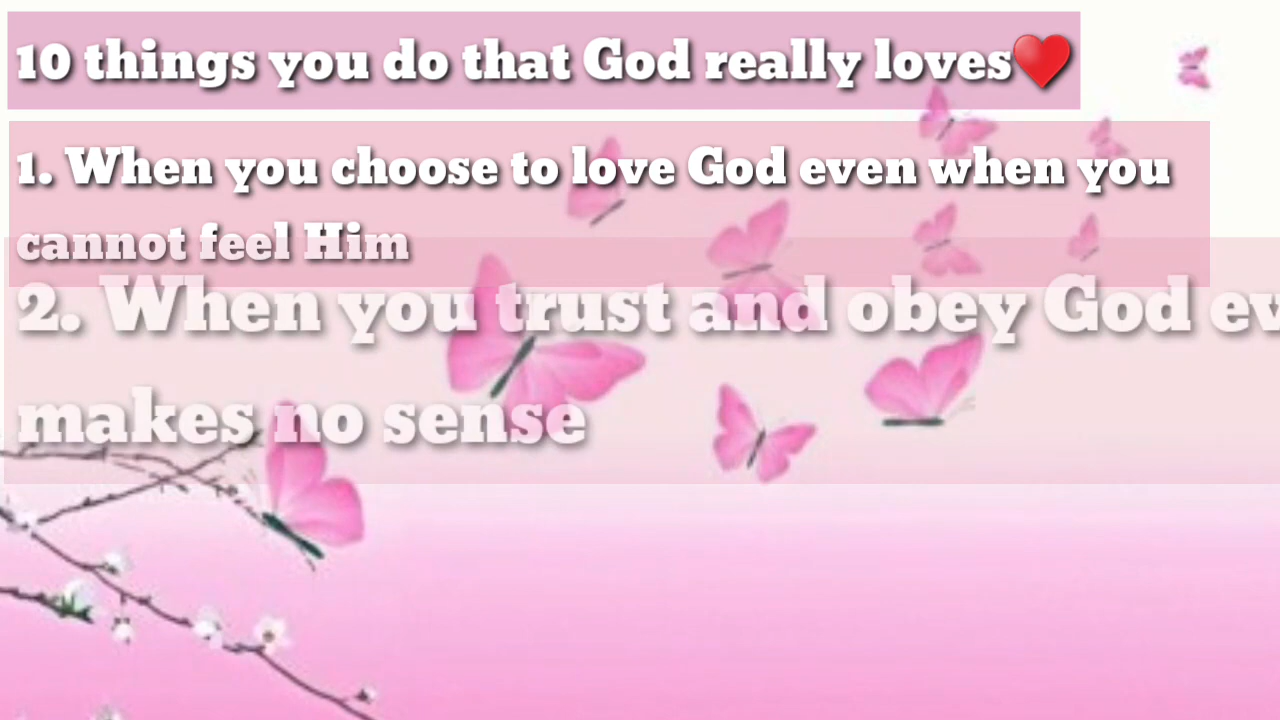 10 things you do that God really loves❤️
1. When you choose to love God even when you
cannot feel Him
2. When you trust and obey God ev
makes no sense